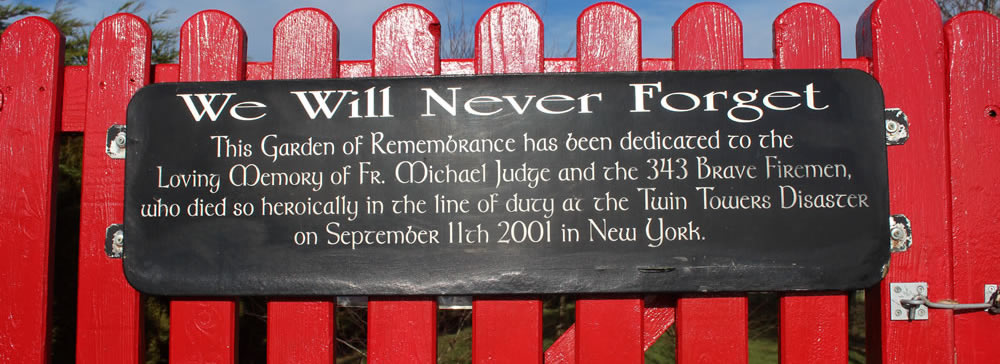 We Will Never Forget
This Garden of Remembrance has been dedicated to the
Loving Memory of Fr. Michael Judge and the 343 Brave Firemen,
who died so heroically in the line of duty at the Twin Towers Disaster
on September 11th 2001 in New York.